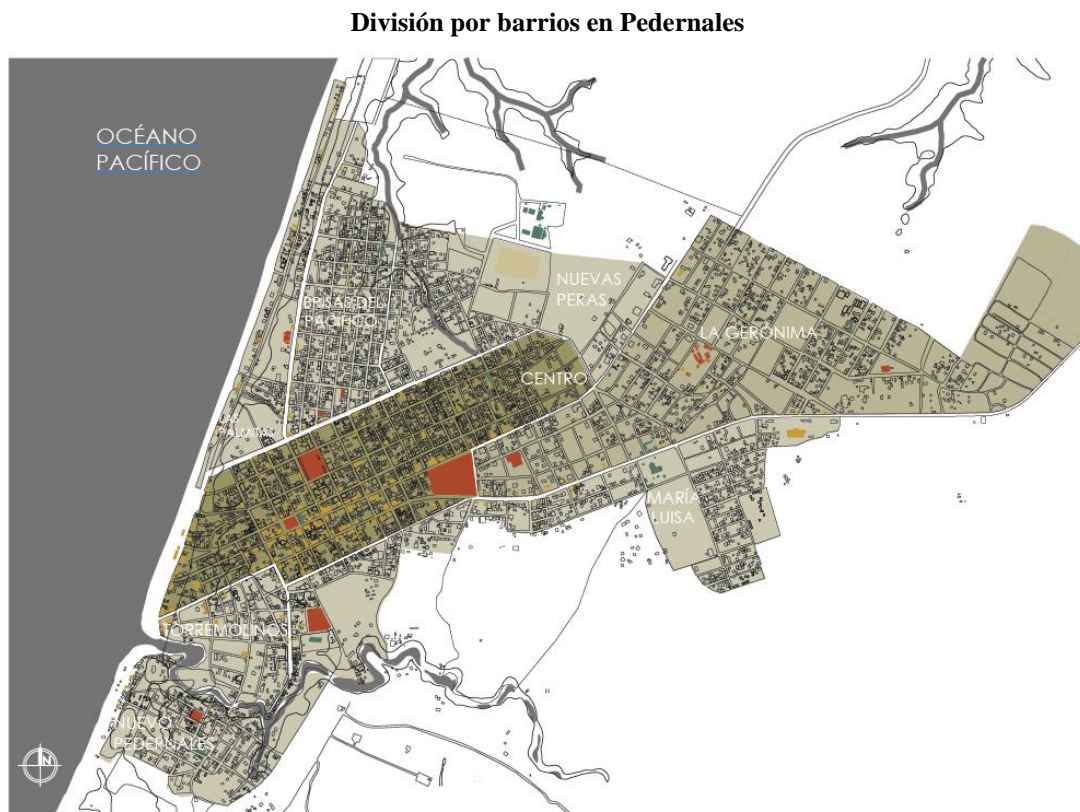 División por barrios en Pedernales
OCÉANO
PACÍFICO
NUEVAS
PERAS
BRISAS DEL
PACÍFICO
LA GERONIMA
CENTRO
MARÍA
LUISA
TORREMOLINOS
NUEVO
PEDERNALES
N